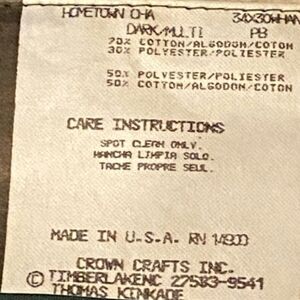 HOMETOWN CHA 34X30WHAN
DARK/MULTI PB
70% COTTON/ALGODON/COTON
30% POLYESTER/POLIESTER
50% POLYESTER/POLIESTER
50% COTTON/ALGODON/COTON
CARE INSTRUCTIONS
SPOT CLEAN ONLY.
MANCHA LIMPIA SOLO.
TACHE PROPRE SEUL.
MADE IN U.S.A. RN
CROWN CRAFTS INC.
© TIMBERLAKE NC 27583-9541
THOMAS KINKADE